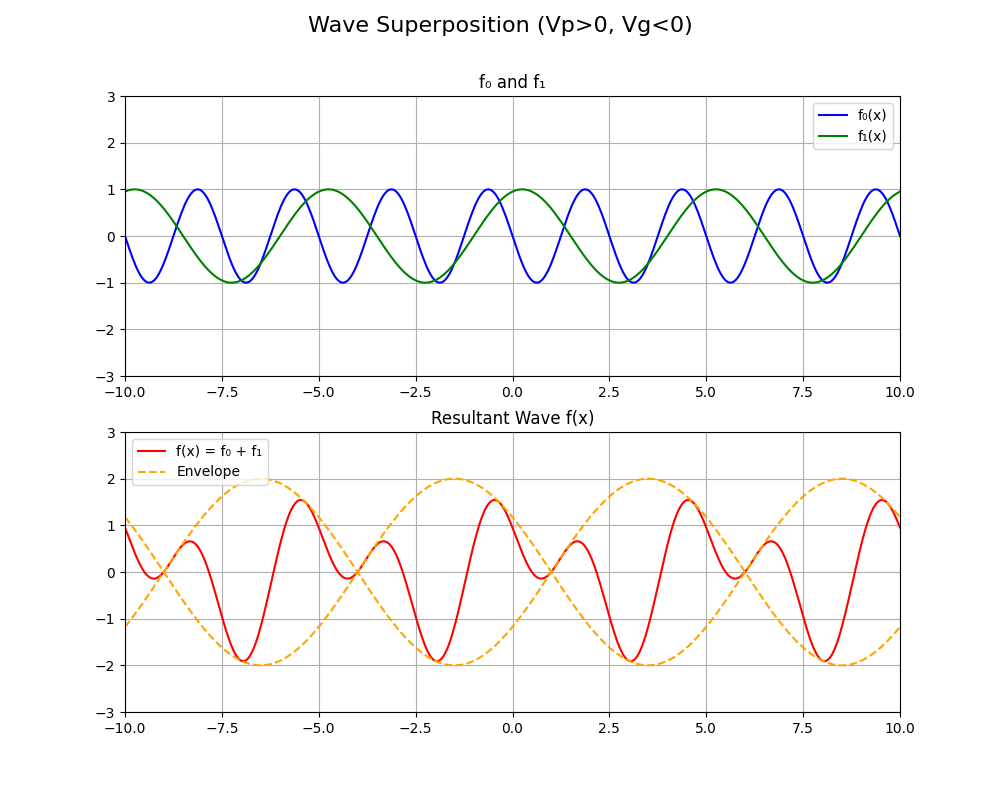 Wave Superposition (Vp>0, Vg<0)
f₀ and f₁
3
2
1
0
−1
−2
−3
f₀(x)
f₁(x)
−10.0 −7.5 −5.0 −2.5 0.0 2.5 5.0 7.5 10.0
Resultant Wave f(x)
3
2
1
0
−1
−2
−3
f(x) = f₀ + f₁
Envelope
−10.0 −7.5 −5.0 −2.5 0.0 2.5 5.0 7.5 10.0